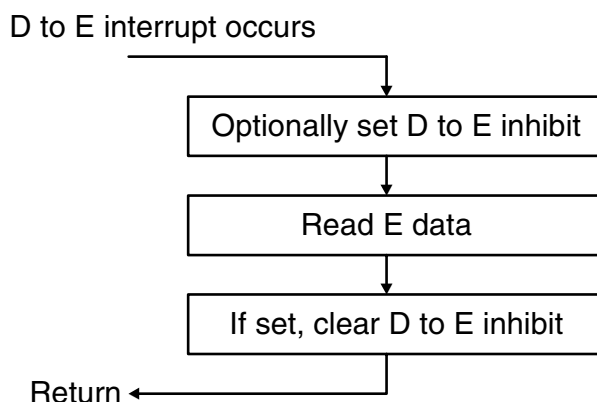 D to E interrupt occurs
Optionally set D to E inhibit
Read E data
If set, clear D to E inhibit
Return